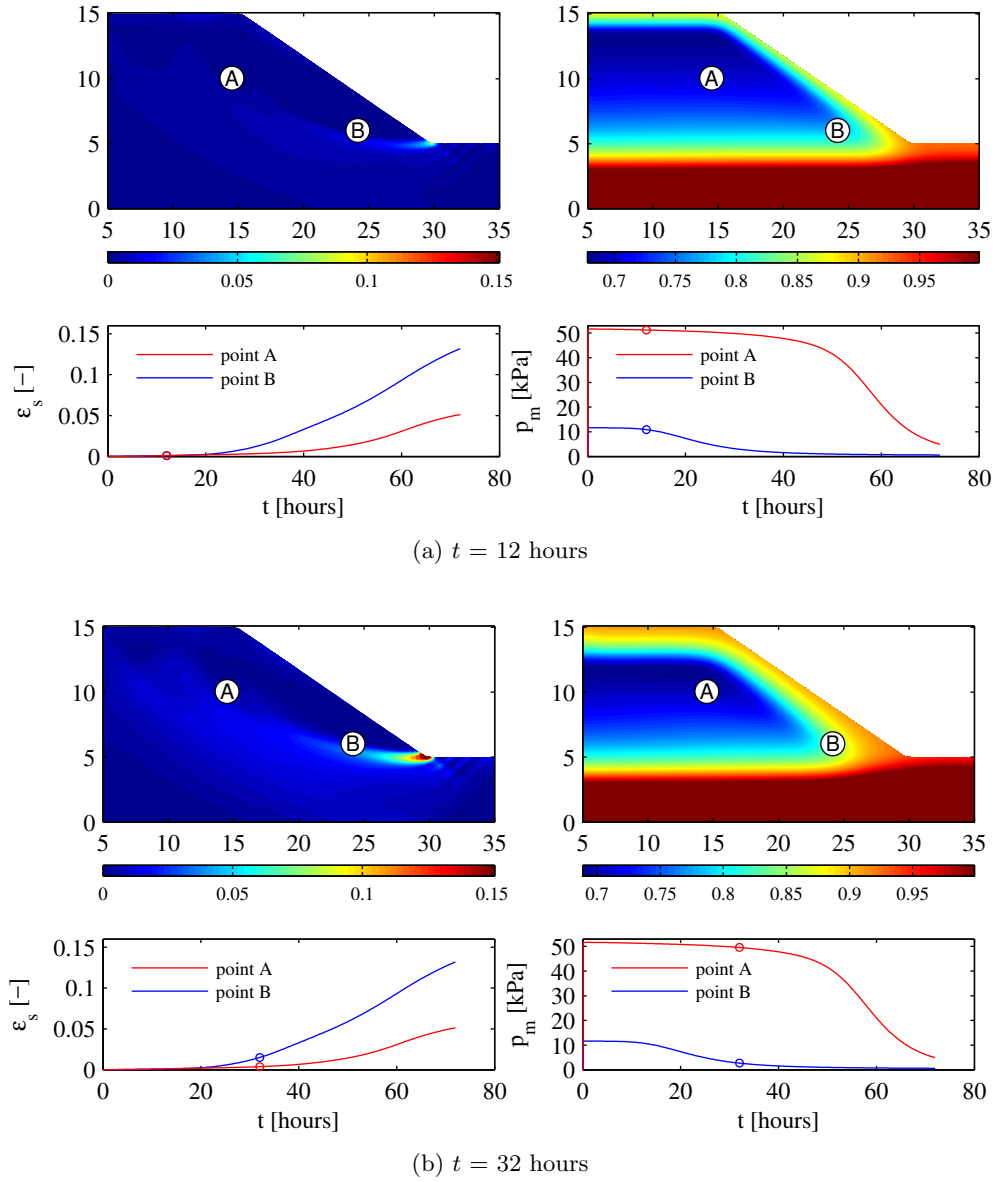 15
10
5
0
A
B
5 10 15 20 25 30 35
0 0.05 0.1 0.15
A
B
15
10
5
0
5 10 15 20 25 30 35
0.7 0.75 0.8 0.85 0.9 0.95
0.15
0.1
0.05
0
ε_s [−]
point A
point B
0 20 40 60 80
t [hours]
50
40
30
20
10
0
p_m [kPa]
point A
point B
0 20 40 60 80
t [hours]
(a) t = 12 hours
15
10
5
0
A
B
5 10 15 20 25 30 35
0 0.05 0.1 0.15
15
10
5
0
A
B
5 10 15 20 25 30 35
0.7 0.75 0.8 0.85 0.9 0.95
0.15
0.1
0.05
0
ε_s [−]
point A
point B
0 20 40 60 80
t [hours]
50
40
30
20
10
0
p_m [kPa]
point A
point B
0 20 40 60 80
t [hours]
(b) t = 32 hours